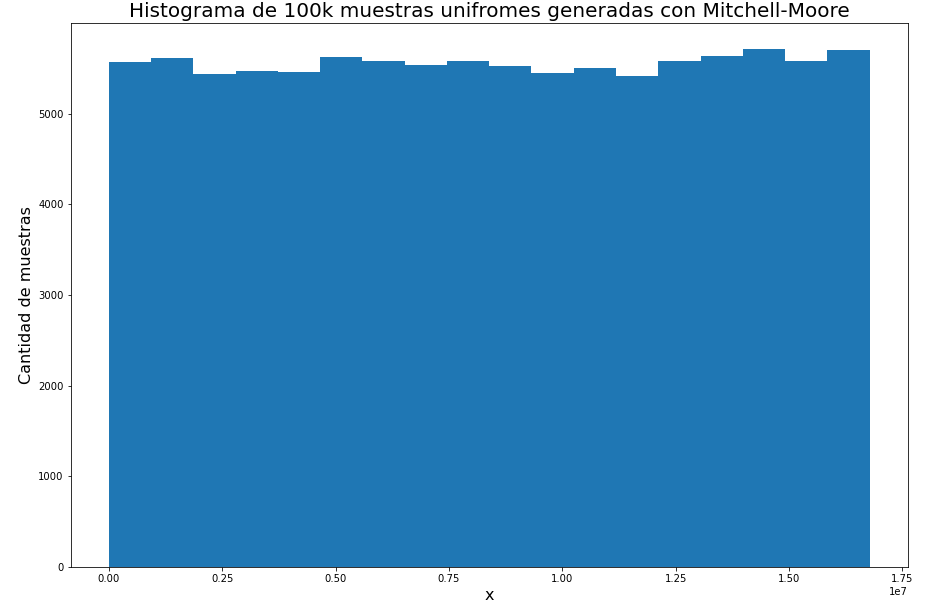 Histograma de 100k muestras unifromes generadas con Mitchell-Moore
Cantidad de muestras
5000
4000
3000
2000
1000
0
0.00 0.25 0.50 0.75 1.00 1.25 1.50 1.75
1e7
x